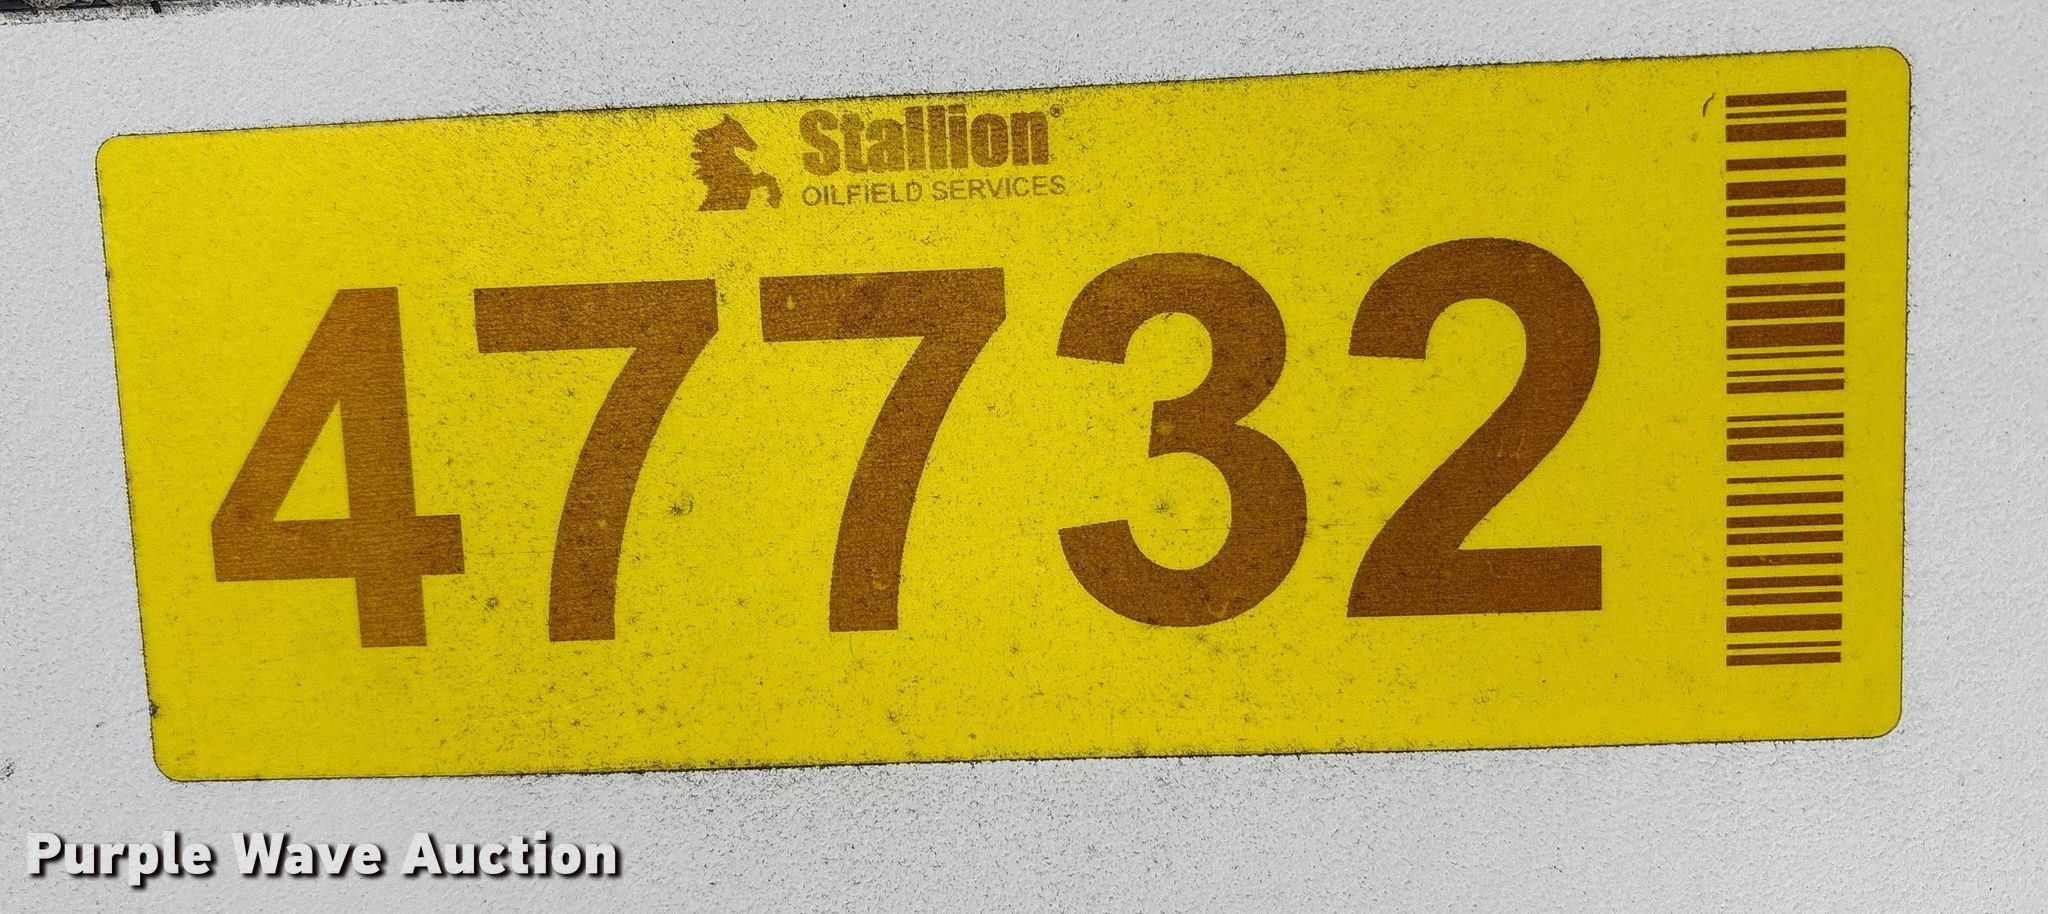 Stallion®
OILFIELD SERVICES
47732
Purple Wave Auction